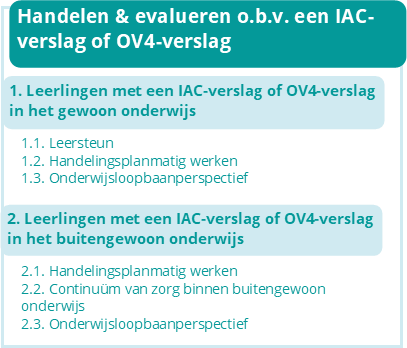 Handelen & evalueren o.b.v. een IAC-
verslag of OV4-verslag
1. Leerlingen met een IAC-verslag of OV4-verslag
in het gewoon onderwijs
1.1. Leersteun
1.2. Handelingsplanmatig werken
1.3. Onderwijsloopbaanperspectief
2. Leerlingen met een IAC-verslag of OV4-verslag
in het buitengewoon onderwijs
2.1. Handelingsplanmatig werken
2.2. Continuüm van zorg binnen buitengewoon
onderwijs
2.3. Onderwijsloopbaanperspectief